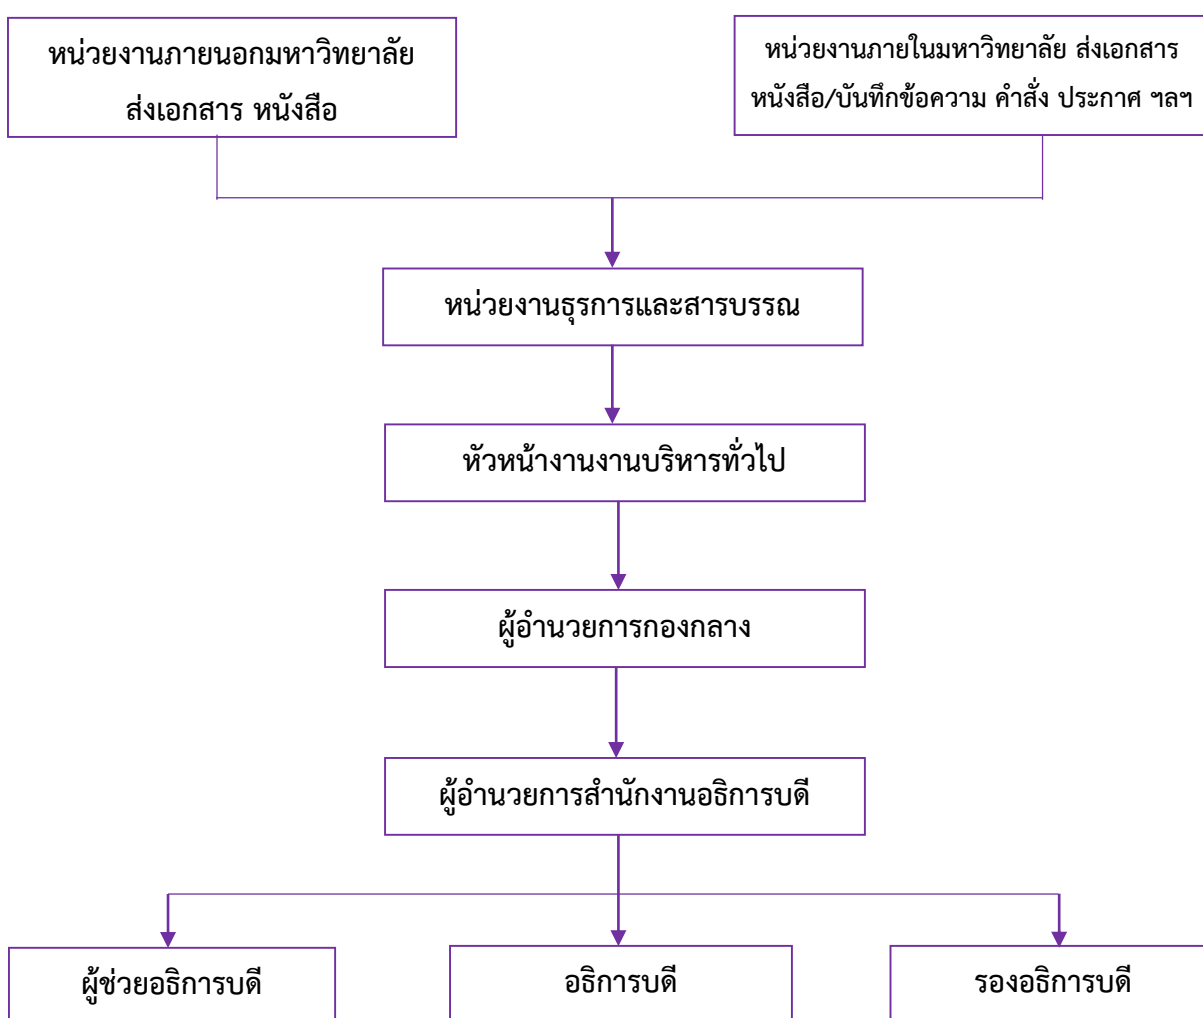 หน่วยงานภายนอกมหาวิทยาลัย
ส่งเอกสาร หนังสือ
หน่วยงานภายในมหาวิทยาลัย ส่งเอกสาร
หนังสือ/บันทึกข้อความ คำสั่ง ประกาศ ฯลฯ
หน่วยงานธุรการและสารบรรณ
หัวหน้างานงานบริหารทั่วไป
ผู้อำนวยการกองกลาง
ผู้อำนวยการสำนักงานอธิการบดี
ผู้ช่วยอธิการบดี
อธิการบดี
รองอธิการบดี